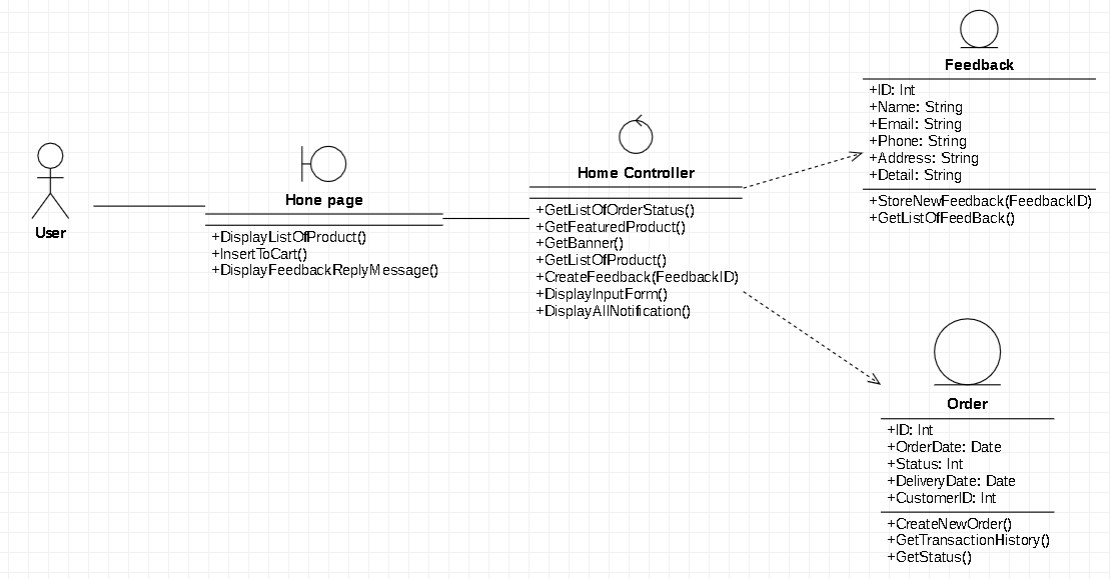 User
Hone page
+DisplayListOfProduct()
+InsertToCart()
+DisplayFeedbackReplyMessage()
Home Controller
+GetListOfOrderStatus()
+GetFeaturedProduct()
+GetBanner()
+GetListOfProduct()
+CreateFeedback(FeedbackID)
+DisplayInputForm()
+DisplayAllNotification()
Feedback
+ID: Int
+Name: String
+Email: String
+Phone: String
+Address: String
+Detail: String
+StoreNewFeedback(FeedbackID)
+GetListOfFeedBack()
Order
+ID: Int
+OrderDate: Date
+Status: Int
+DeliveryDate: Date
+CustomerID: Int
+CreateNewOrder()
+GetTransactionHistory()
+GetStatus()